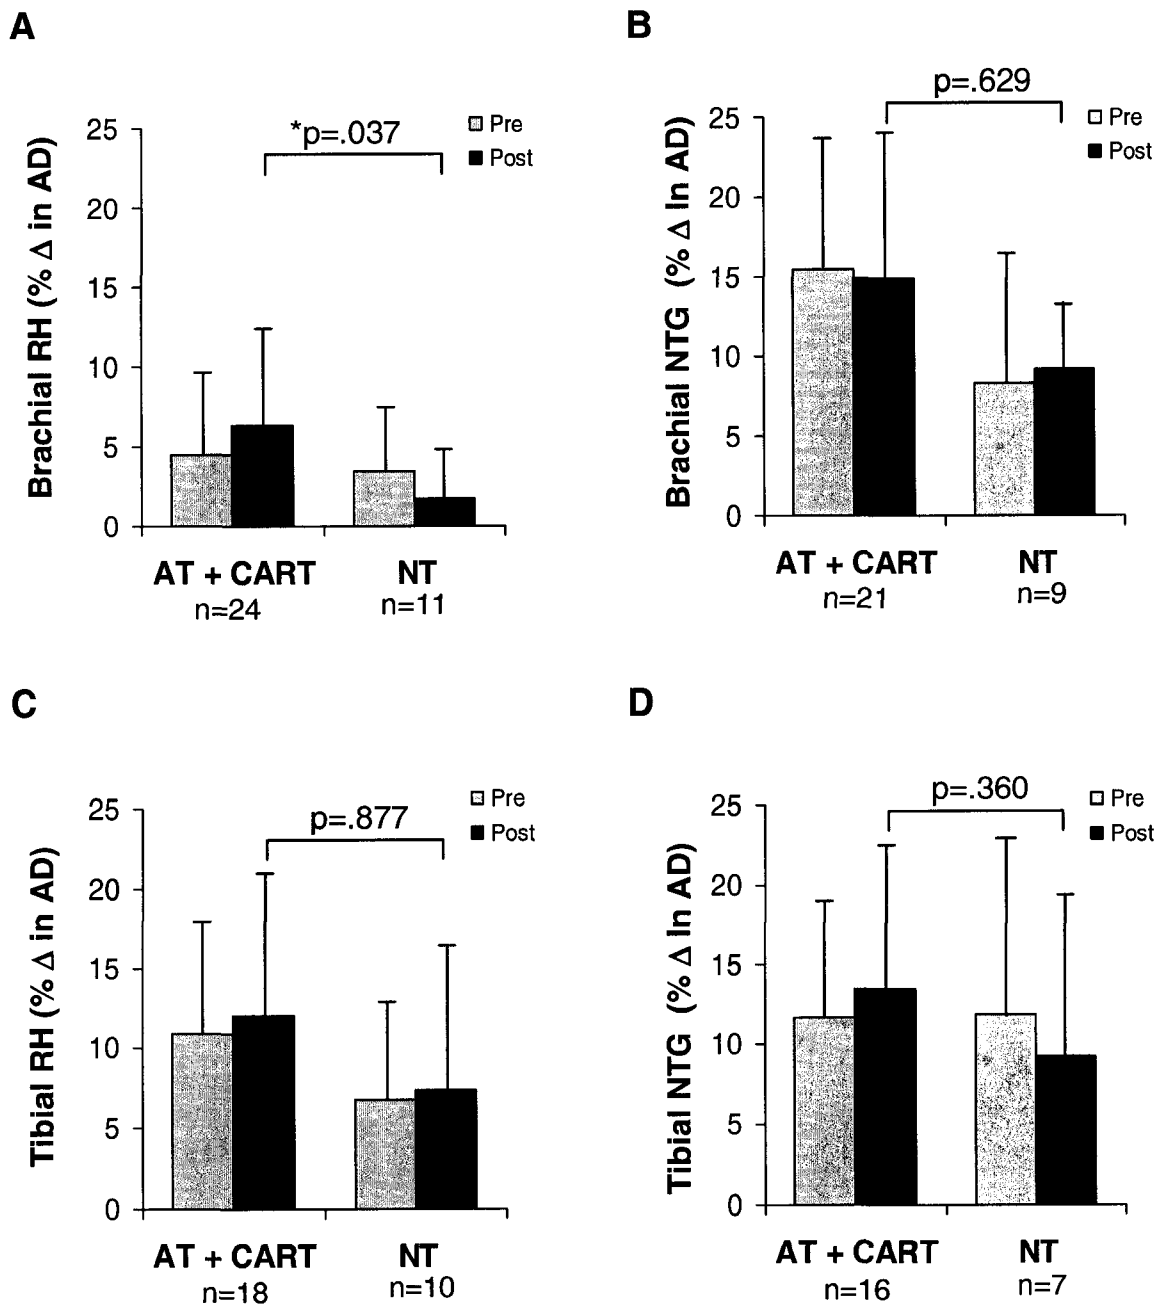 A
Brachial RH (% Δ in AD)
25
20
15
10
5
0
*p=.037
Pre
Post
AT + CART
NT
n=24
n=11
B
Brachial NTG (% Δ In AD)
25
20
15
10
5
0
p=.629
Pre
Post
AT + CART
NT
n=21
n=9
C
Tibial RH (% Δ in AD)
25
20
15
10
5
0
p=.877
Pre
Post
AT + CART
NT
n=18
n=10
D
Tibial NTG (% Δ In AD)
25
20
15
10
5
0
p=.360
Pre
Post
AT + CART
NT
n=16
n=7